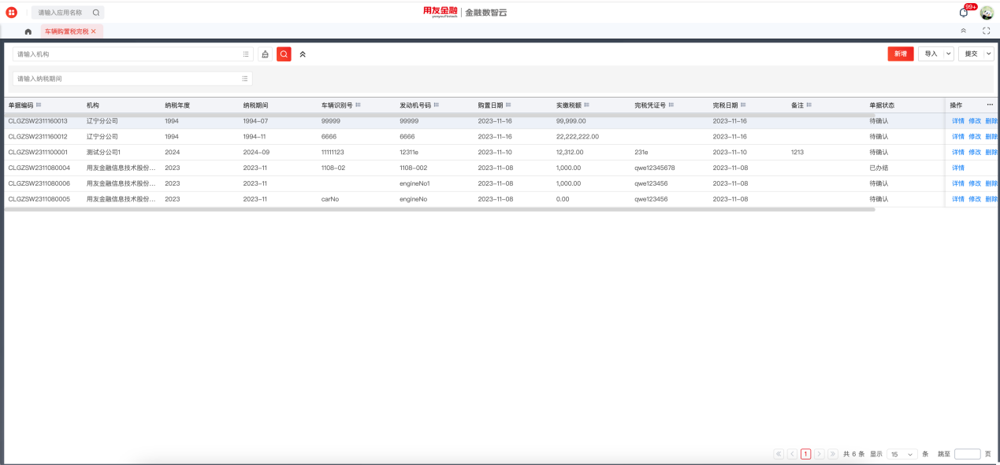 请输入应用名称 用友金融 yonyoufintech 金融数智云 99+
车辆购置税完税 ×
请输入机构 新增 导入 提交
请输入纳税期间
单据编码 机构 纳税年度 纳税期间 车辆识别号 发动机号码 购置日期 实缴税额 完税凭证号 完税日期 备注 单据状态 操作 ···
CLGZSW2311160013 辽宁分公司 1994 1994-07 99999 99999 2023-11-16 99,999.00 2023-11-16 待确认 详情 修改 删除
CLGZSW2311160012 辽宁分公司 1994 1994-11 6666 6666 2023-11-16 22,222,222.00 2023-11-16 待确认 详情 修改 删除
CLGZSW2311100001 测试分公司1 2024 2024-09 11111123 12311e 2023-11-10 12,312.00 231e 2023-11-10 1213 待确认 详情 修改 删除
CLGZSW2311080004 用友金融信息技术股份... 2023 2023-11 1108-02 1108-002 2023-11-08 1,000.00 qwe12345678 2023-11-08 已办结 详情
CLGZSW2311080006 用友金融信息技术股份... 2023 2023-11 engineNo1 2023-11-08 1,000.00 qwe123456 2023-11-08 待确认 详情 修改 删除
CLGZSW2311080005 用友金融信息技术股份... 2023 2023-11 carNo engineNo 2023-11-08 0.00 qwe123456 2023-11-08 待确认 详情 修改 删除
1 共 6 条 显示 15 条 跳至 页